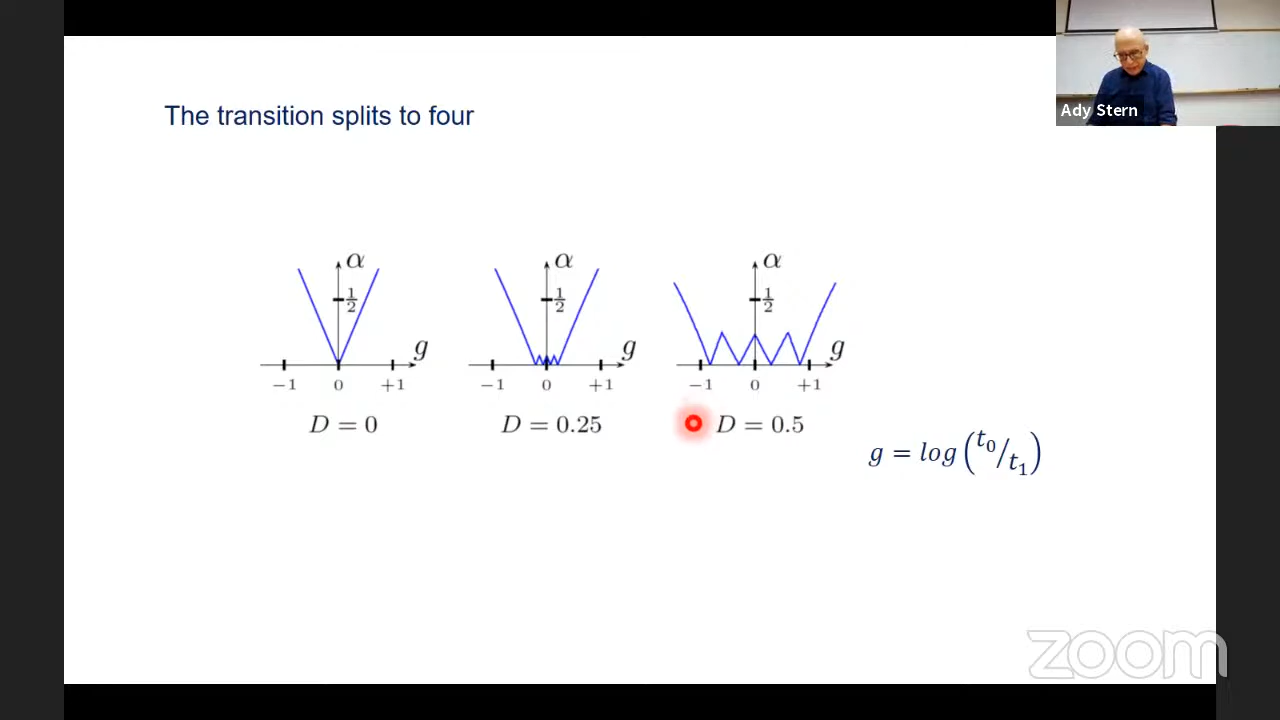 Ady Stern
The transition splits to four
α
1/2
g
−1 0 +1
D = 0
α
1/2
g
−1 0 +1
D = 0.25
α
1/2
g
−1 0 +1
D = 0.5
g = log(t₀/t₁)
zoom